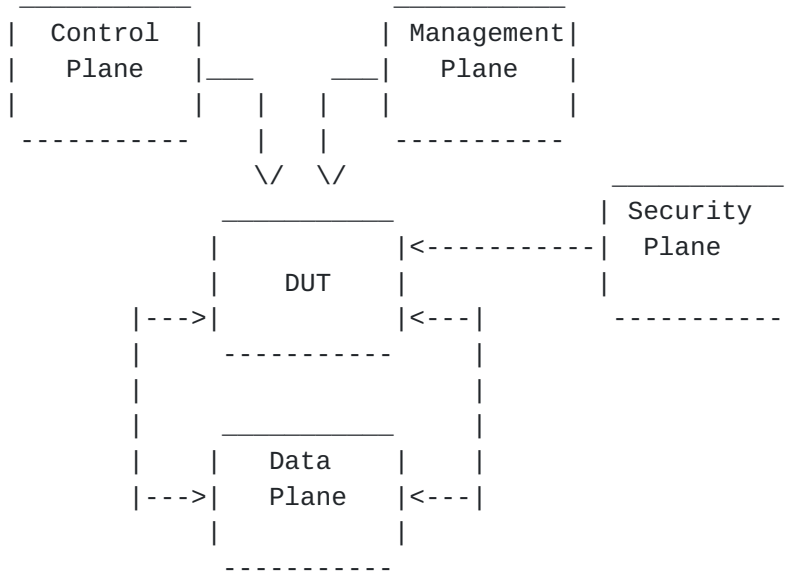 Control
Plane
Management
Plane
Security
Plane
DUT
Data
Plane